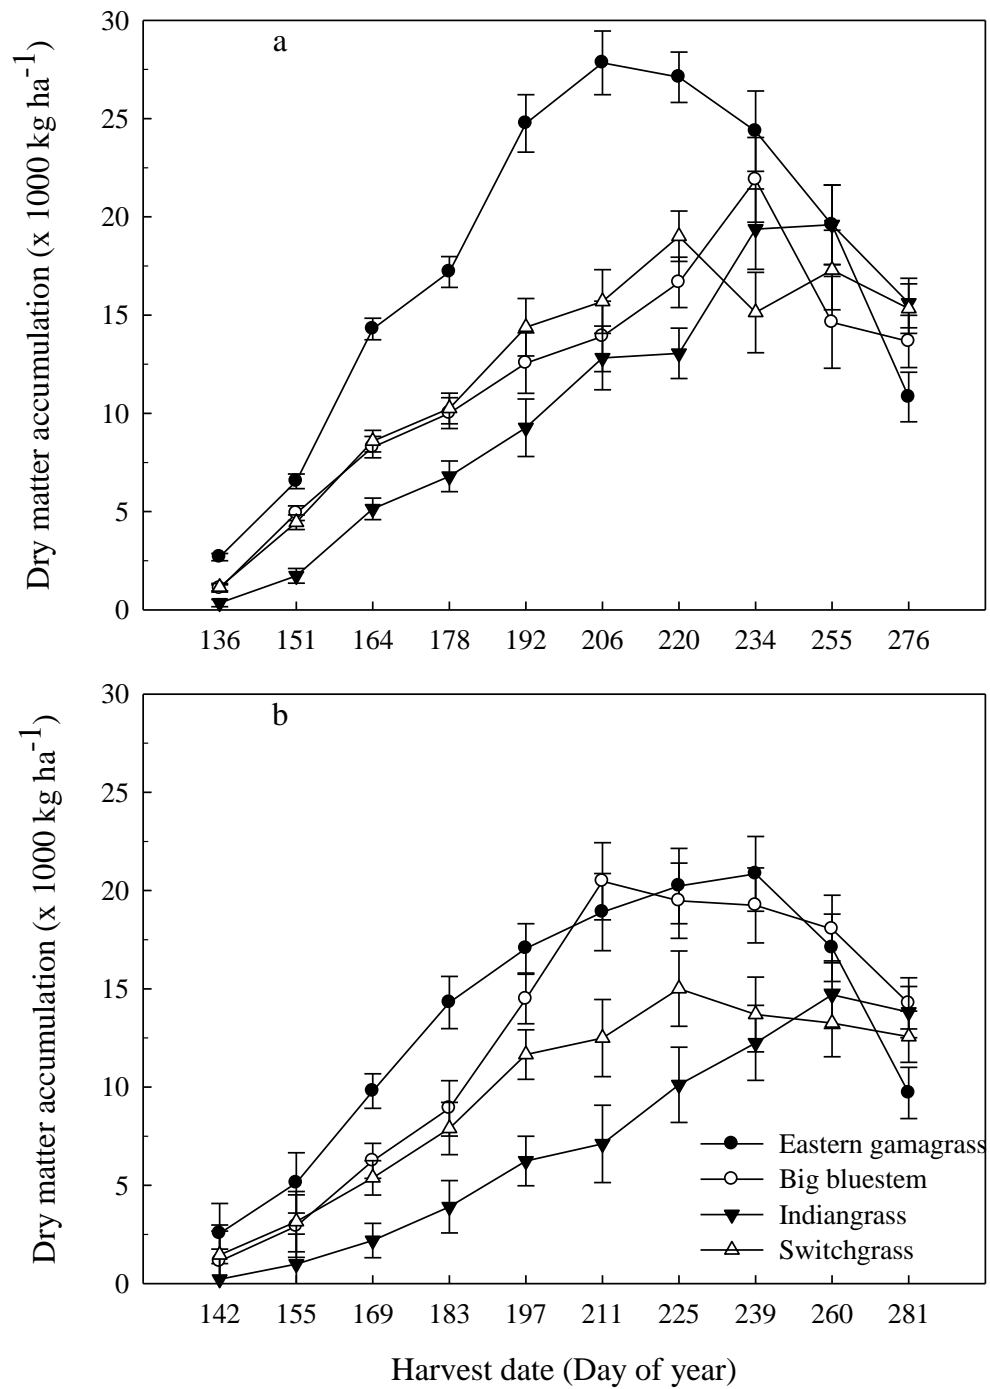 30
25
20
15
10
5
0
Dry matter accumulation (x 1000 kg ha-1)
a
136 151 164 178 192 206 220 234 255 276
30
25
20
15
10
5
0
Dry matter accumulation (x 1000 kg ha-1)
b
Eastern gamagrass
Big bluestem
Indiangrass
Switchgrass
142 155 169 183 197 211 225 239 260 281
Harvest date (Day of year)